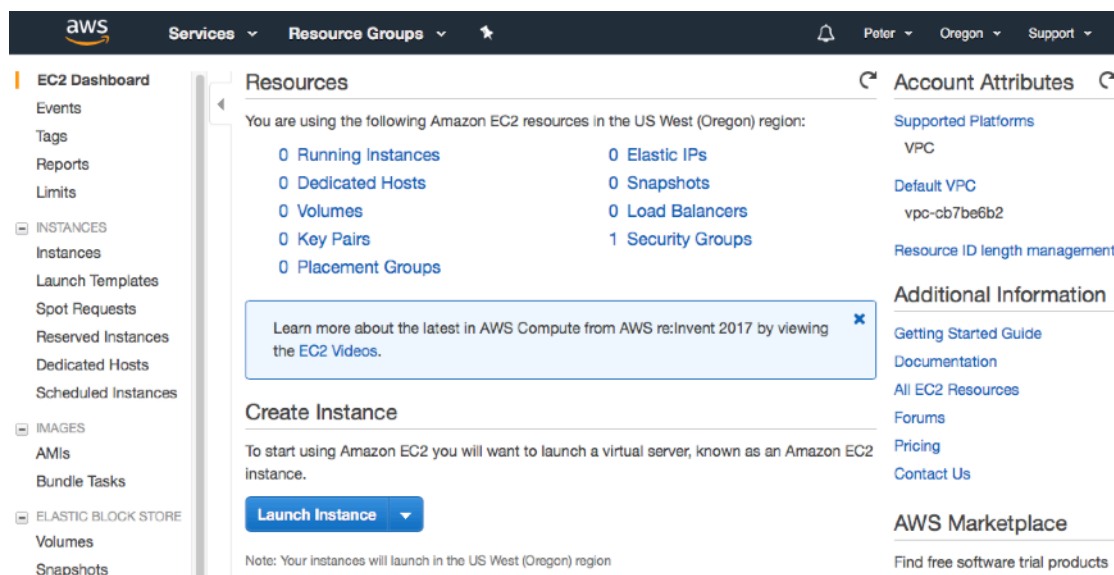 aws Services Resource Groups Peter Oregon Support
EC2 Dashboard
Events
Tags
Reports
Limits
INSTANCES
Instances
Launch Templates
Spot Requests
Reserved Instances
Dedicated Hosts
Scheduled Instances
IMAGES
AMIs
Bundle Tasks
ELASTIC BLOCK STORE
Volumes
Snapshots
Resources
You are using the following Amazon EC2 resources in the US West (Oregon) region:
0 Running Instances
0 Elastic IPs
0 Dedicated Hosts
0 Snapshots
0 Volumes
0 Load Balancers
0 Key Pairs
1 Security Groups
0 Placement Groups
Learn more about the latest in AWS Compute from AWS re:Invent 2017 by viewing
the EC2 Videos.
Create Instance
To start using Amazon EC2 you will want to launch a virtual server, known as an Amazon EC2
instance.
Launch Instance
Note: Your instances will launch in the US West (Oregon) region
Account Attributes
Supported Platforms
VPC
Default VPC
vpc-cb7be6b2
Resource ID length management
Additional Information
Getting Started Guide
Documentation
All EC2 Resources
Forums
Pricing
Contact Us
AWS Marketplace
Find free software trial products